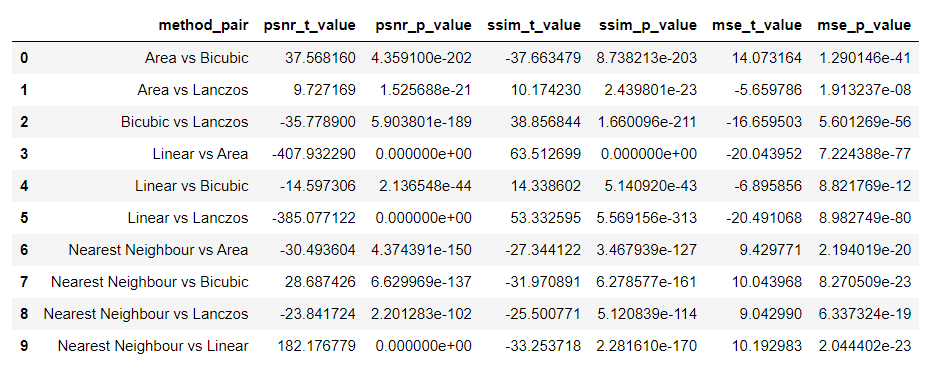 method_pair psnr_t_value psnr_p_value ssim_t_value ssim_p_value mse_t_value mse_p_value
0 Area vs Bicubic 37.568160 4.359100e-202 -37.663479 8.738213e-203 14.073164 1.290146e-41
1 Area vs Lanczos 9.727169 1.525688e-21 10.174230 2.439801e-23 -5.659786 1.913237e-08
2 Bicubic vs Lanczos -35.778900 5.903801e-189 38.856844 1.660096e-211 -16.659503 5.601269e-56
3 Linear vs Area -407.932290 0.000000e+00 63.512699 0.000000e+00 -20.043952 7.224388e-77
4 Linear vs Bicubic -14.597306 2.136548e-44 14.338602 5.140920e-43 -6.895856 8.821769e-12
5 Linear vs Lanczos -385.077122 0.000000e+00 53.332595 5.569156e-313 -20.491068 8.982749e-80
6 Nearest Neighbour vs Area -30.493604 4.374391e-150 -27.344122 3.467939e-127 9.429771 2.194019e-20
7 Nearest Neighbour vs Bicubic 28.687426 6.629969e-137 -31.970891 6.278577e-161 10.043968 8.270509e-23
8 Nearest Neighbour vs Lanczos -23.841724 2.201283e-102 -25.500771 5.120839e-114 9.042990 6.337324e-19
9 Nearest Neighbour vs Linear 182.176779 0.000000e+00 -33.253718 2.281610e-170 10.192983 2.044402e-23